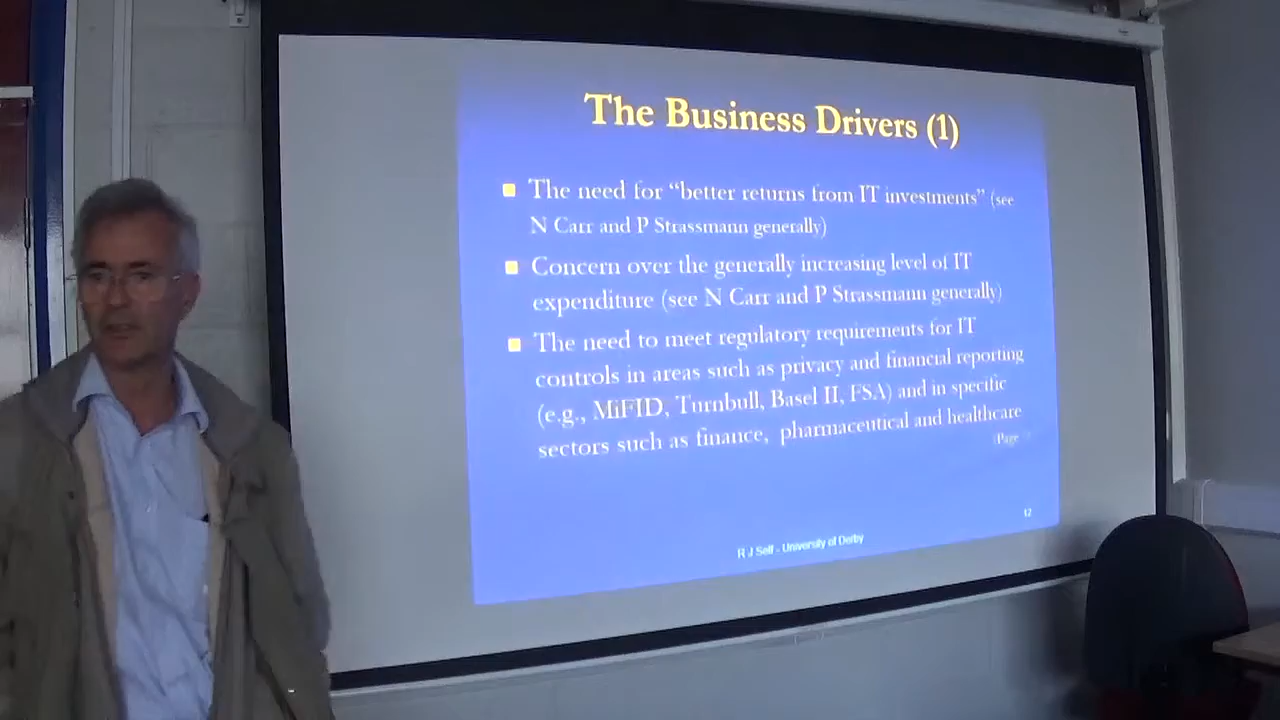 The Business Drivers (1)
The need for “better returns from IT investments” (see
N Carr and P Strassmann generally)
Concern over the generally increasing level of IT
expenditure (see N Carr and P Strassmann generally)
The need to meet regulatory requirements for IT
controls in areas such as privacy and financial reporting
(e.g., MiFID, Turnbull, Basel II, FSA) and in specific
sectors such as finance, pharmaceutical and healthcare
(Page
12
R J Self - University of Derby